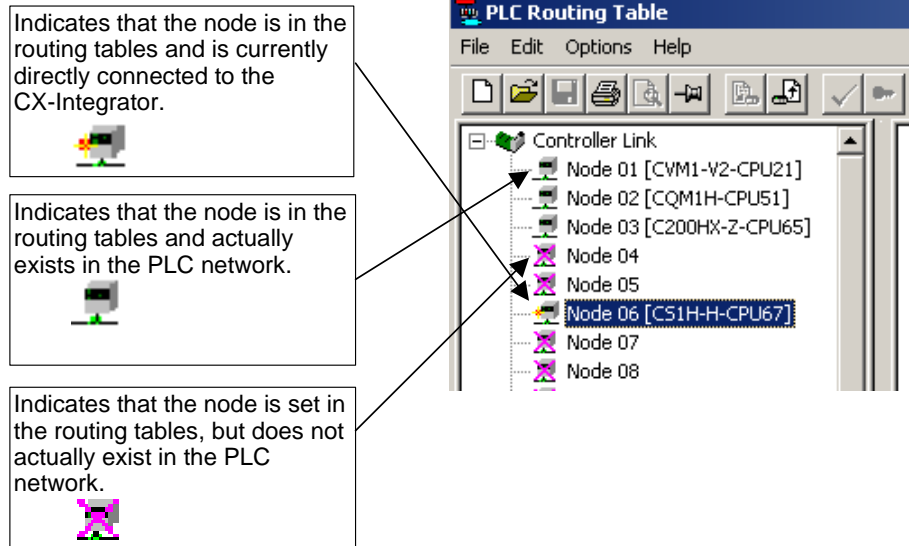 Indicates that the node is in the
routing tables and is currently
directly connected to the
CX-Integrator.
Indicates that the node is in the
routing tables and actually
exists in the PLC network.
Indicates that the node is set in
the routing tables, but does not
actually exist in the PLC
network.
PLC Routing Table
File Edit Options Help
Controller Link
Node 01 [CVM1-V2-CPU21]
Node 02 [CQM1H-CPU51]
Node 03 [C200HX-Z-CPU65]
Node 04
Node 05
Node 06 [CS1H-H-CPU67]
Node 07
Node 08